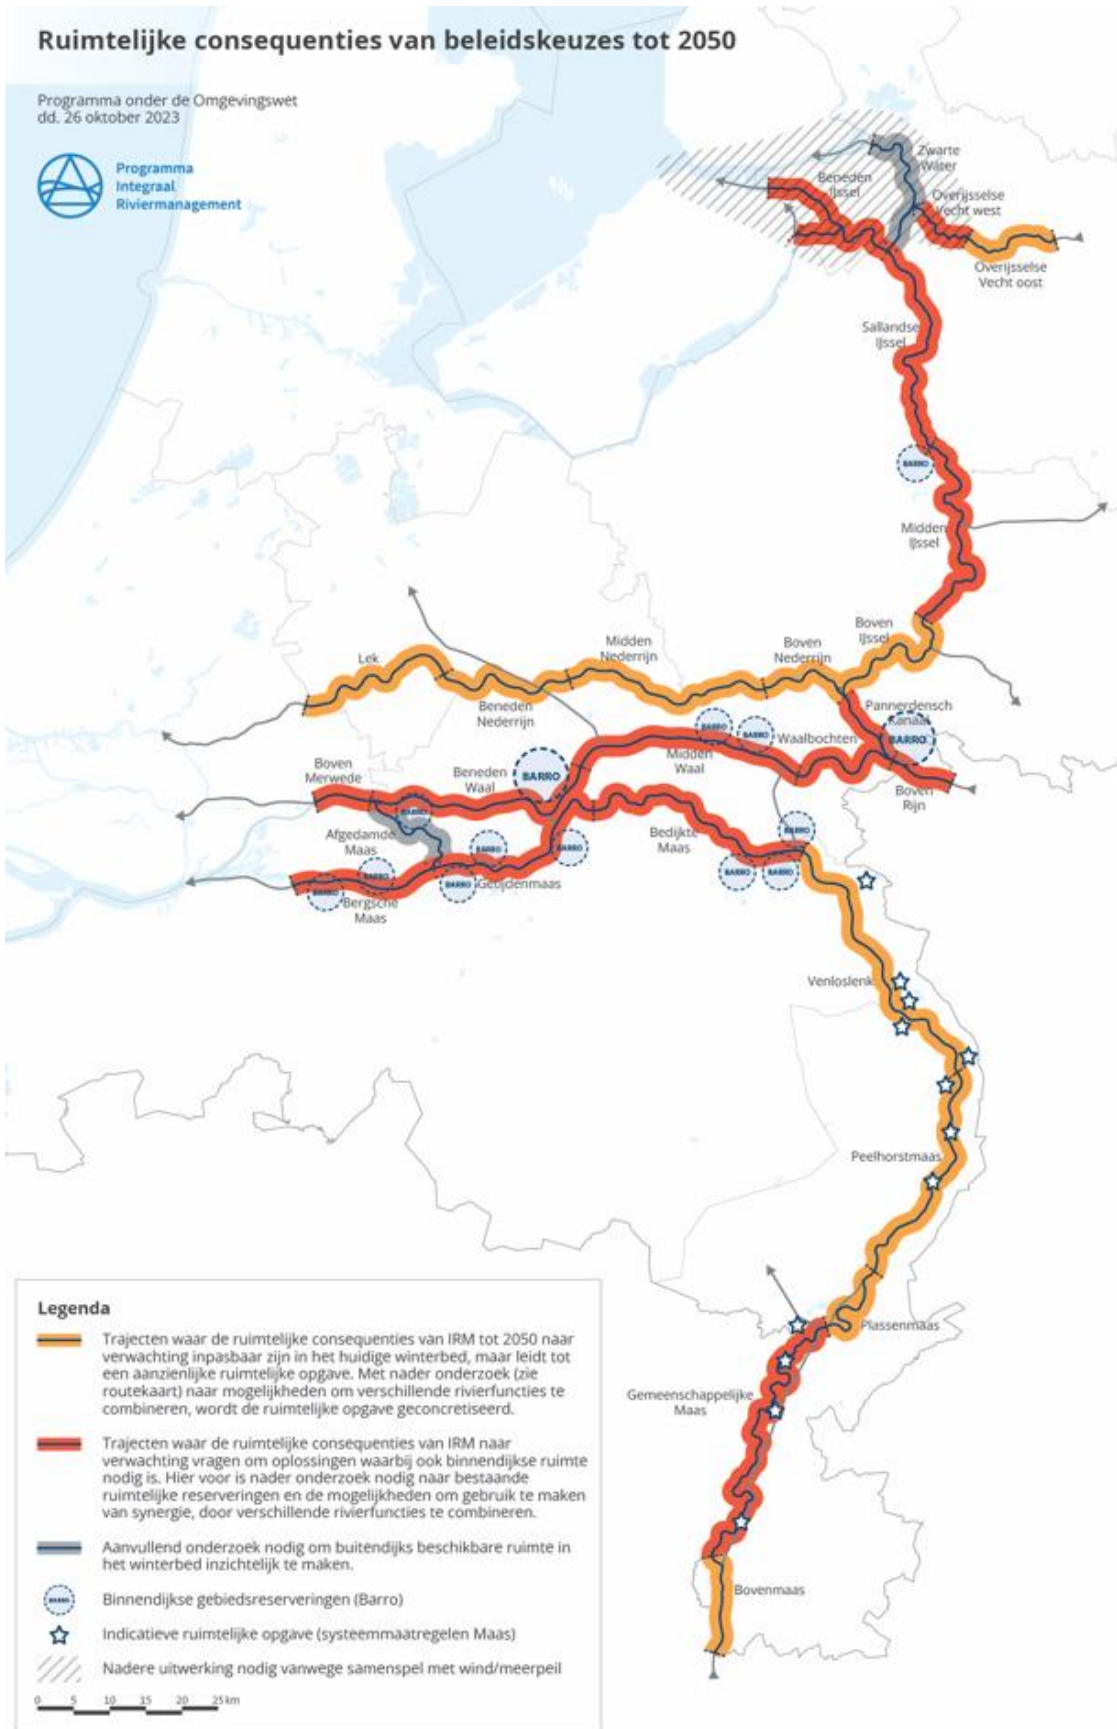 Ruimtelijke consequenties van beleidskeuzes tot 2050
Programma onder de Omgevingswet
dd. 26 oktober 2023
Programma
Integraal
Riviermanagement
Zwarte
Water
Beneden
IJssel
Overijsselse
Vecht west
Overijsselse
Vecht oost
Sallandse
IJssel
BARRO
Midden
IJssel
Boven
IJssel
Midden
Nederrijn
Boven
Nederrijn
Lek
Beneden
Nederrijn
Pannerdensch
Kanaal
BARRO
BARRO
BARRO
Waalbochten
Midden
Waal
Boven
Rijn
Boven
Merwede
Beneden
Waal
BARRO
BARRO
Afgedamde
Maas
BARRO
BARRO
Bedijkte
Maas
BARRO
BARRO
BARRO
BARRO
BARRO
BARRO
Getijdenmaas
Bergsche
Maas
Venloslenk
Peelhorstmaas
Plassenmaas
Gemeenschappelijke
Maas
Bovenmaas
Legenda
Trajecten waar de ruimtelijke consequenties van IRM tot 2050 naar
verwachting inpasbaar zijn in het huidige winterbed, maar leidt tot
een aanzienlijke ruimtelijke opgave. Met nader onderzoek (zie
routekaart) naar mogelijkheden om verschillende rivierfuncties te
combineren, wordt de ruimtelijke opgave geconcretiseerd.
Trajecten waar de ruimtelijke consequenties van IRM naar
verwachting vragen om oplossingen waarbij ook binnendijkse ruimte
nodig is. Hier voor is nader onderzoek nodig naar bestaande
ruimtelijke reserveringen en de mogelijkheden om gebruik te maken
van synergie, door verschillende rivierfuncties te combineren.
Aanvullend onderzoek nodig om buitendijks beschikbare ruimte in
het winterbed inzichtelijk te maken.
BARRO
Binnendijkse gebiedsreserveringen (Barro)
Indicatieve ruimtelijke opgave (systeemmaatregelen Maas)
Nadere uitwerking nodig vanwege samenspel met wind/meerpeil
0 5 10 15 20 25 km